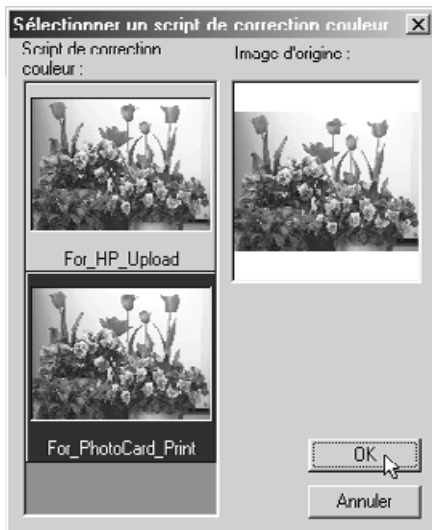 Sélectionner un script de correction couleur
Script de correction
couleur :
Image d'origine :
For_HP_Upload
For_PhotoCard_Print
OK
Annuler